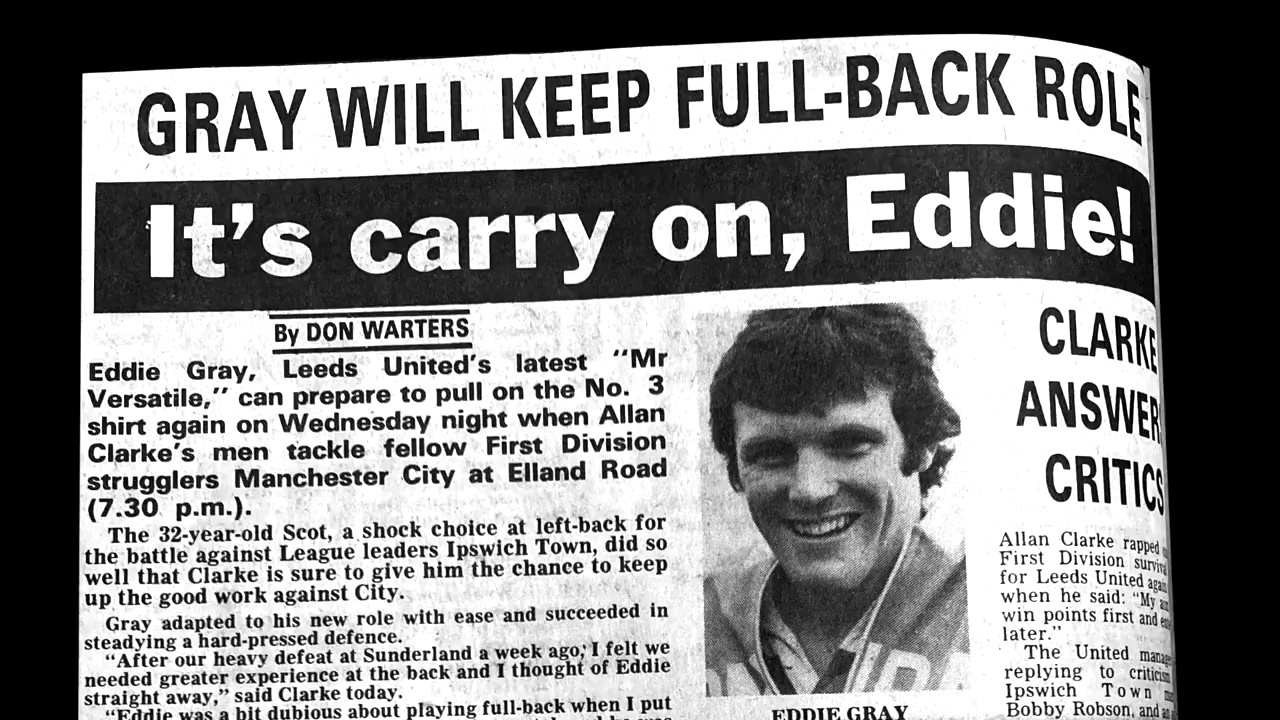 GRAY WILL KEEP FULL-BACK ROLE
It's carry on, Eddie!
By DON WARTERS
Eddie Gray, Leeds United's latest "Mr
Versatile," can prepare to pull on the No. 3
shirt again on Wednesday night when Allan
Clarke's men tackle fellow First Division
strugglers Manchester City at Elland Road
(7.30 p.m.).
The 32-year-old Scot, a shock choice at left-back for
the battle against League leaders Ipswich Town, did so
well that Clarke is sure to give him the chance to keep
up the good work against City.
Gray adapted to his new role with ease and succeeded in
steadying a hard-pressed defence.
"After our heavy defeat at Sunderland a week ago, I felt we
needed greater experience at the back and I thought of Eddie
straight away," said Clarke today.
"Eddie was a bit dubious about playing full-back when I put
EDDIE GRAY
CLARKE
ANSWER
CRITICS
Allan Clarke rapped
First Division
for Leeds United
when he said: "My
win points first and
later."
The United
replying to
Ipswich Town
Bobby Robson, and